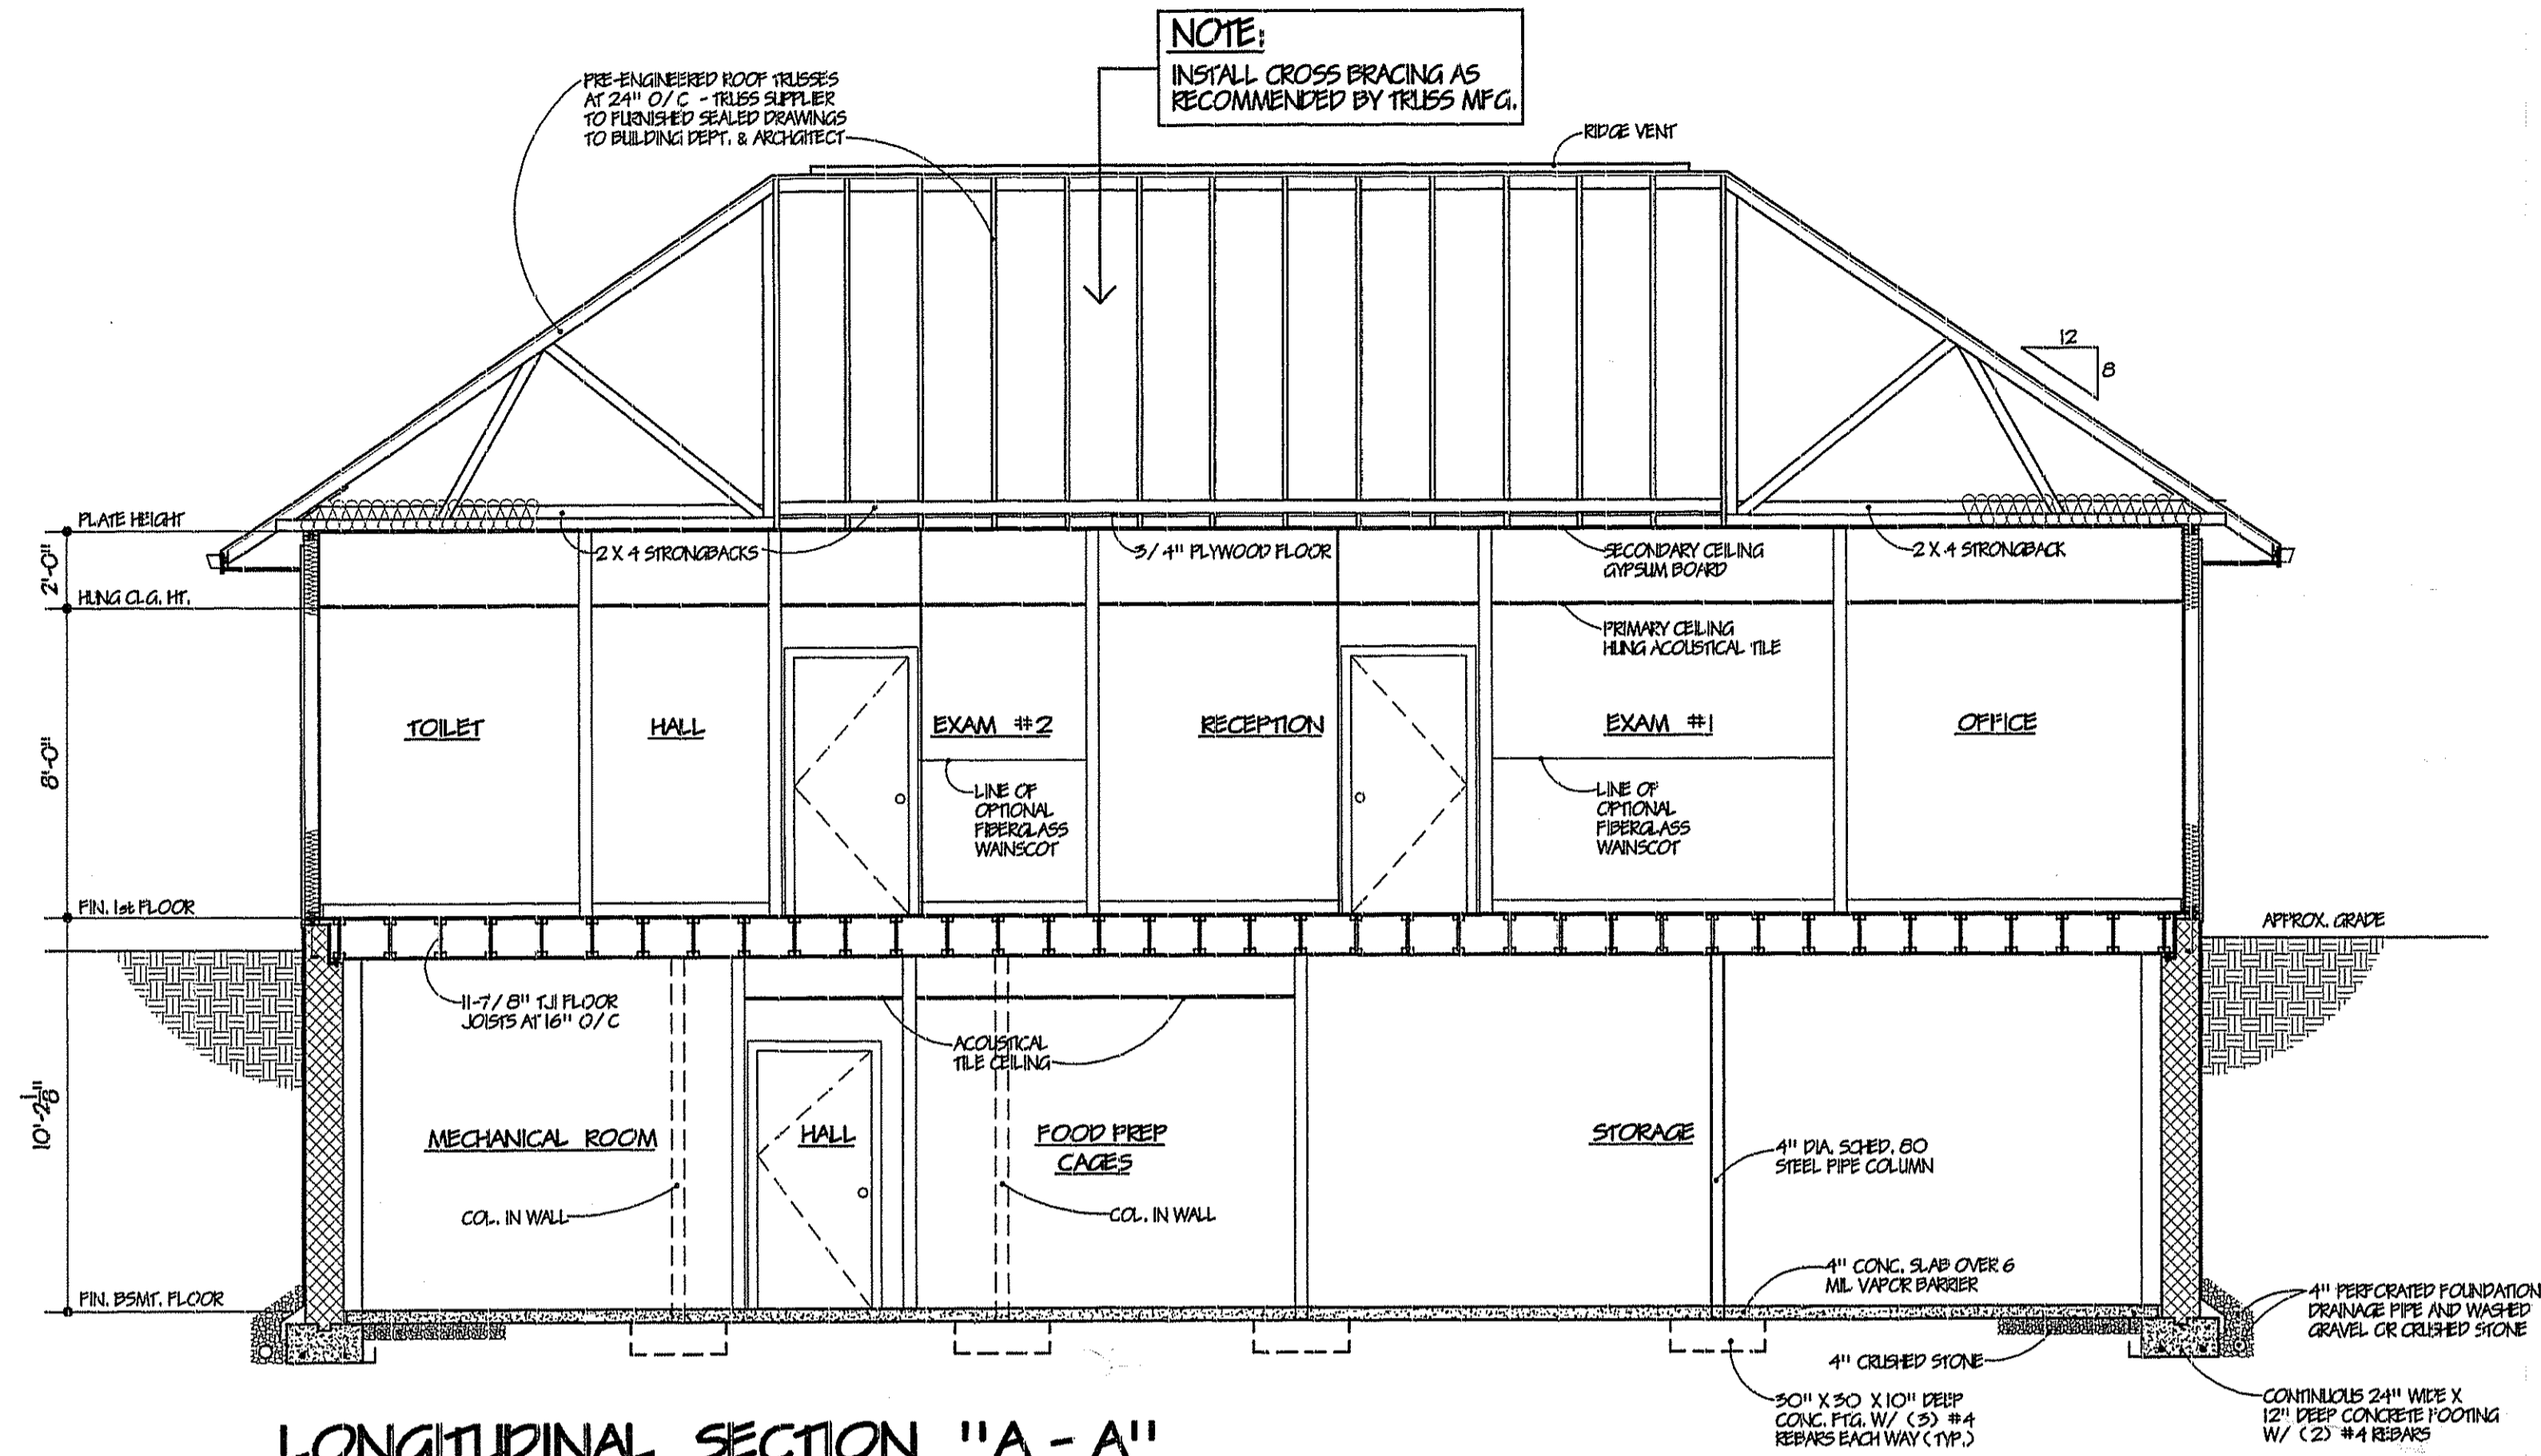 NOTE:
INSTALL CROSS BRACING AS
RECOMMENDED BY TRUSS MFG.
PRE-ENGINEERED ROOF TRUSSES
AT 24" O/C - TRUSS SUPPLIER
TO FURNISHED SEALED DRAWINGS
TO BUILDING DEPT. & ARCHGITECT
RIDGE VENT
12
8
PLATE HEIGHT
2'-0"
2 X 4 STRONGBACKS
3/4" PLYWOOD FLOOR
SECONDARY CEILING
GYPSUM BOARD
2 X 4 STRONGBACK
HUNG CLG. HT.
PRIMARY CEILING
HUNG ACOUSTICAL TILE
8'-0"
TOILET
HALL
EXAM #2
RECEPTION
EXAM #1
OFFICE
LINE OF
OPTIONAL
FIBERGLASS
WAINSCOT
LINE OF
OPTIONAL
FIBERGLASS
WAINSCOT
FIN. 1st FLOOR
APPROX. GRADE
11-7/8" TJI FLOOR
JOISTS AT 16" O/C
ACOUSTICAL
TILE CEILING
10'-2 1/8"
MECHANICAL ROOM
HALL
FOOD PREP
CAGES
STORAGE
4" DIA. SCHED. 80
STEEL PIPE COLUMN
COL. IN WALL
COL. IN WALL
4" CONC. SLAB OVER 6
MIL VAPOR BARRIER
FIN. BSMT. FLOOR
4" PERFORATED FOUNDATION
DRAINAGE PIPE AND WASHED
GRAVEL OR CRUSHED STONE
4" CRUSHED STONE
30" X 30 X 10" DEEP
CONC. FTG. W/ (3) #4
REBARS EACH WAY (TYP.)
CONTINUOUS 24" WIDE X
12" DEEP CONCRETE FOOTING
W/ (2) #4 REBARS
LONGITUDINAL SECTION "A - A"